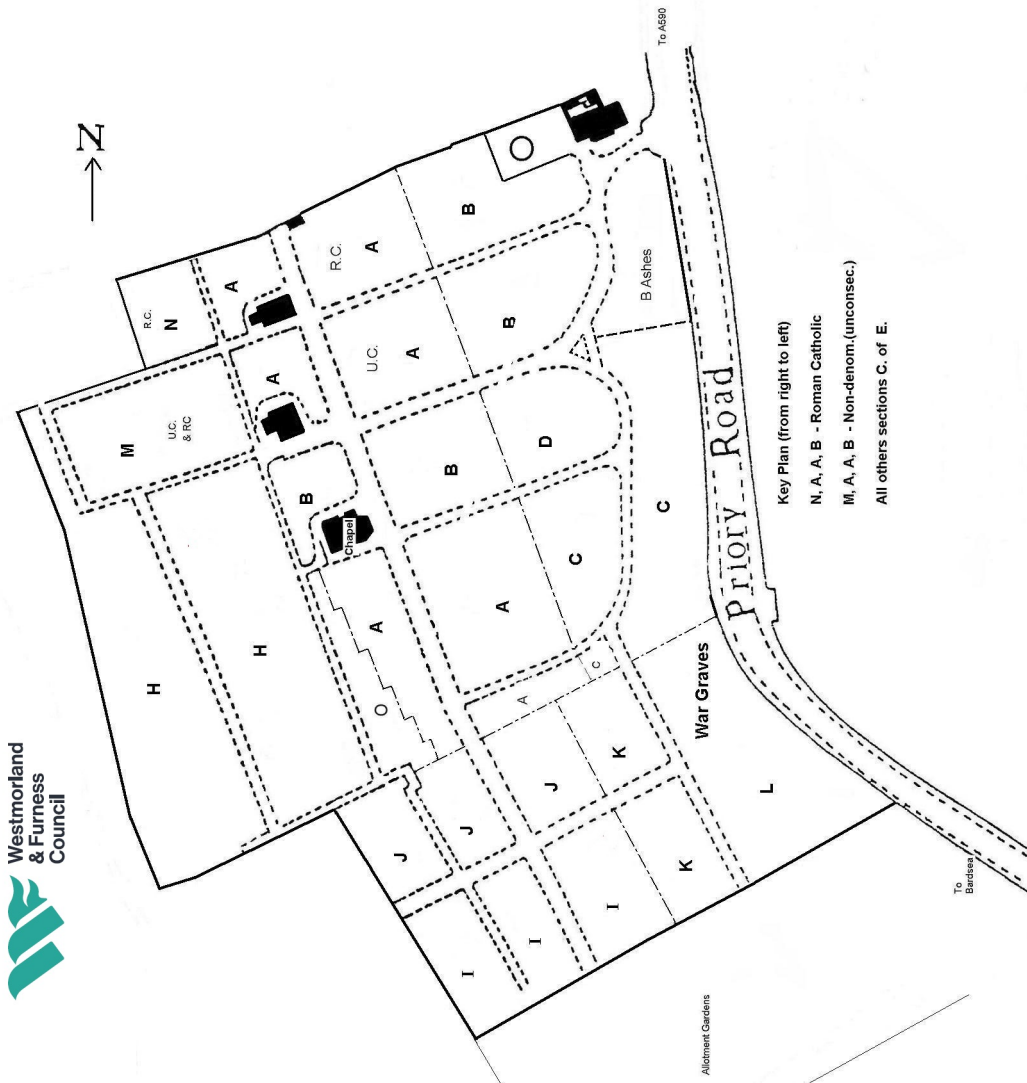 Westmorland
& Furness
Council
N
To A590
R.C.
N
A
R.C.
A
B
M
U.C.
& RC
A
U.C.
A
B
B Ashes
H
B
Chapel
B
D
H
A
A
C
C
O
A
C
J
J
J
K
War Graves
I
I
I
K
L
Priory Road
To
Bardsea
Allotment Gardens
Key Plan (from right to left)
N, A, A, B - Roman Catholic
M, A, A, B - Non-denom.(unconsec.)
All others sections C. of E.